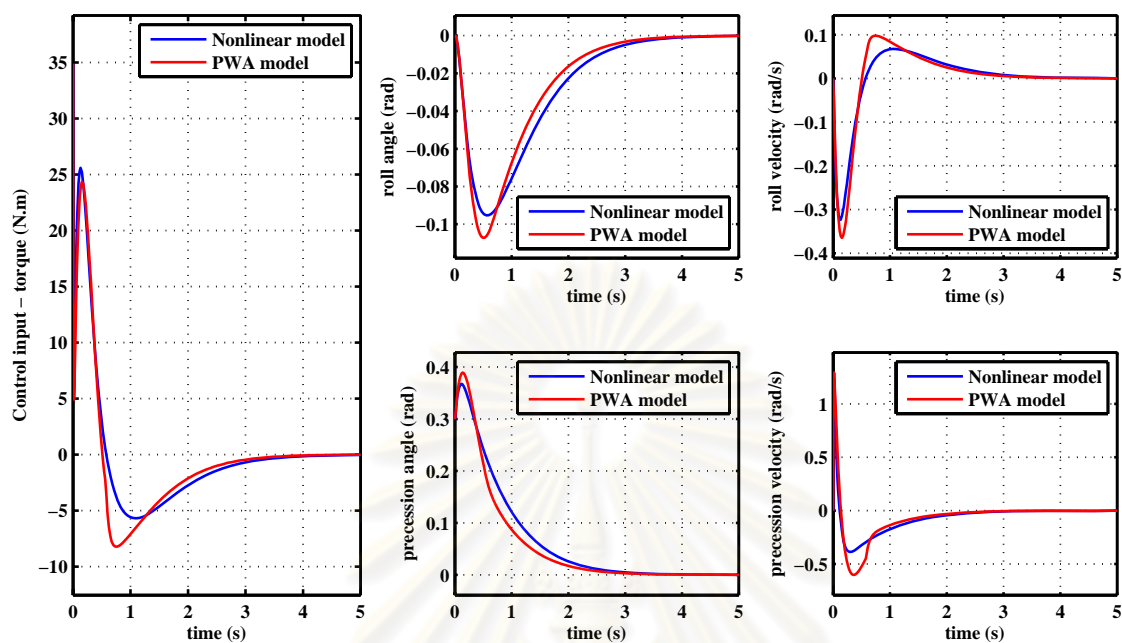 Control input – torque (N.m)
35
30
25
20
15
10
5
0
−5
−10
0 1 2 3 4 5
time (s)
Nonlinear model
PWA model
roll angle (rad)
0
−0.02
−0.04
−0.06
−0.08
−0.1
0 1 2 3 4 5
time (s)
Nonlinear model
PWA model
roll velocity (rad/s)
0.1
0
−0.1
−0.2
−0.3
−0.4
0 1 2 3 4 5
time (s)
Nonlinear model
PWA model
precession angle (rad)
0.4
0.3
0.2
0.1
0
0 1 2 3 4 5
time (s)
Nonlinear model
PWA model
precession velocity (rad/s)
1
0.5
0
−0.5
0 1 2 3 4 5
time (s)
Nonlinear model
PWA model